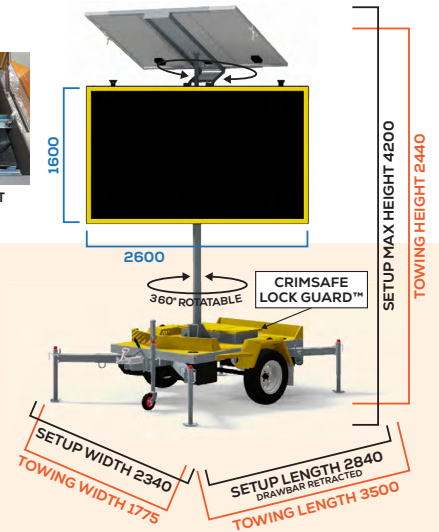 T
1600
2600
360° ROTATABLE
CRIMSAFE
LOCK GUARD™
SETUP MAX HEIGHT 4200
TOWING HEIGHT 2440
SETUP WIDTH 2340
TOWING WIDTH 1775
SETUP LENGTH 2840
DRAWBAR RETRACTED
TOWING LENGTH 3500